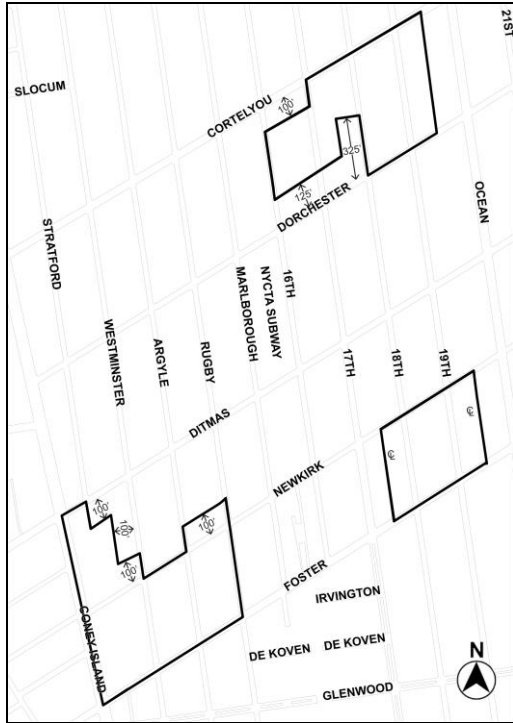 21ST
SLOCUM
CORTELYOU
100'
325'
125'
DORCHESTER
OCEAN
STRATFORD
16TH
NYCTA SUBWAY
MARLBOROUGH
WESTMINSTER
ARGYLE
RUGBY
17TH
18TH
19TH
DITMAS
NEWKIRK
100'
100'
100'
100'
FOSTER
IRVINGTON
CONEY ISLAND
DE KOVEN
DE KOVEN
GLENWOOD
N